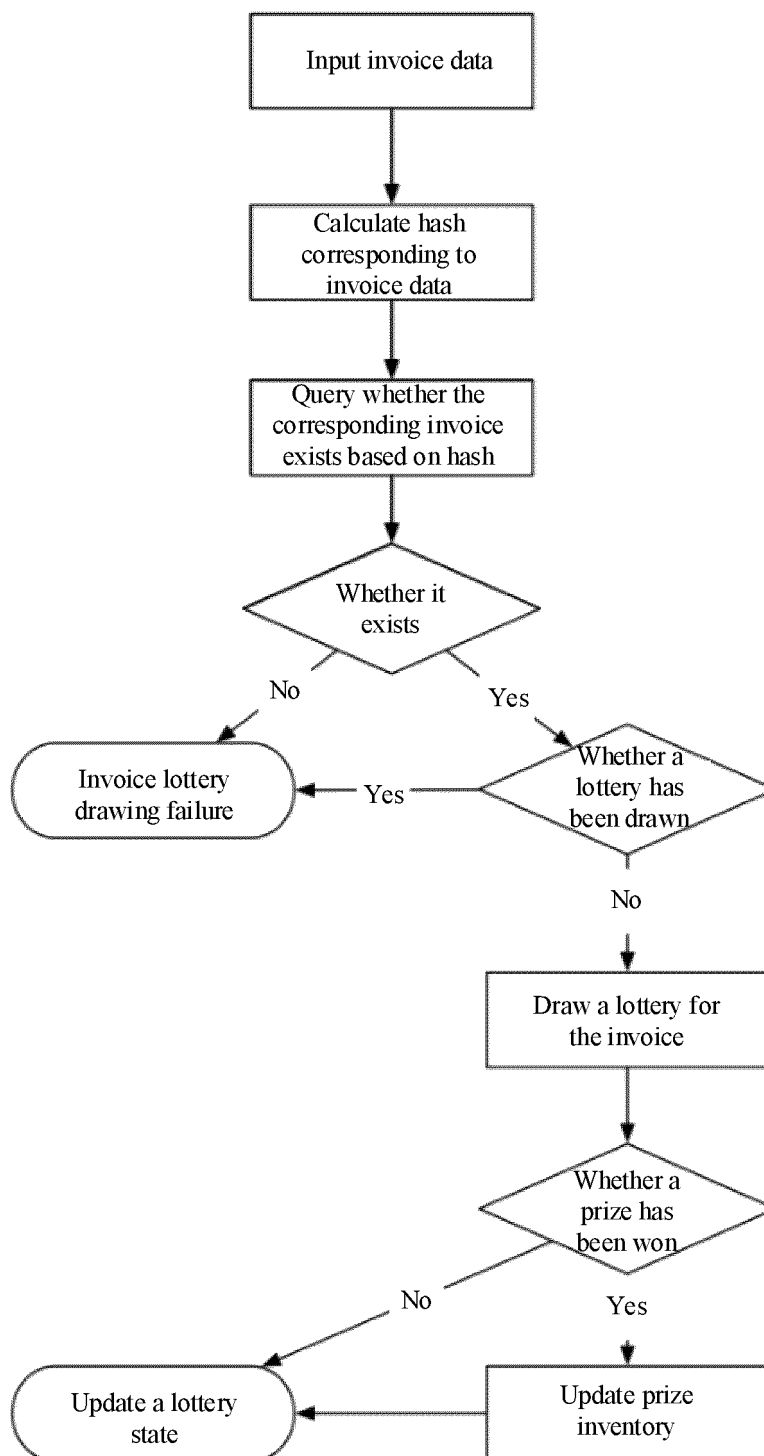 Input invoice data
Calculate hash
corresponding to
invoice data
Query whether the
corresponding invoice
exists based on hash
Whether it
exists
No
Yes
Invoice lottery
drawing failure
Yes
Whether a
lottery has
been drawn
No
Draw a lottery for
the invoice
Whether a
prize has
been won
No
Yes
Update a lottery
state
Update prize
inventory